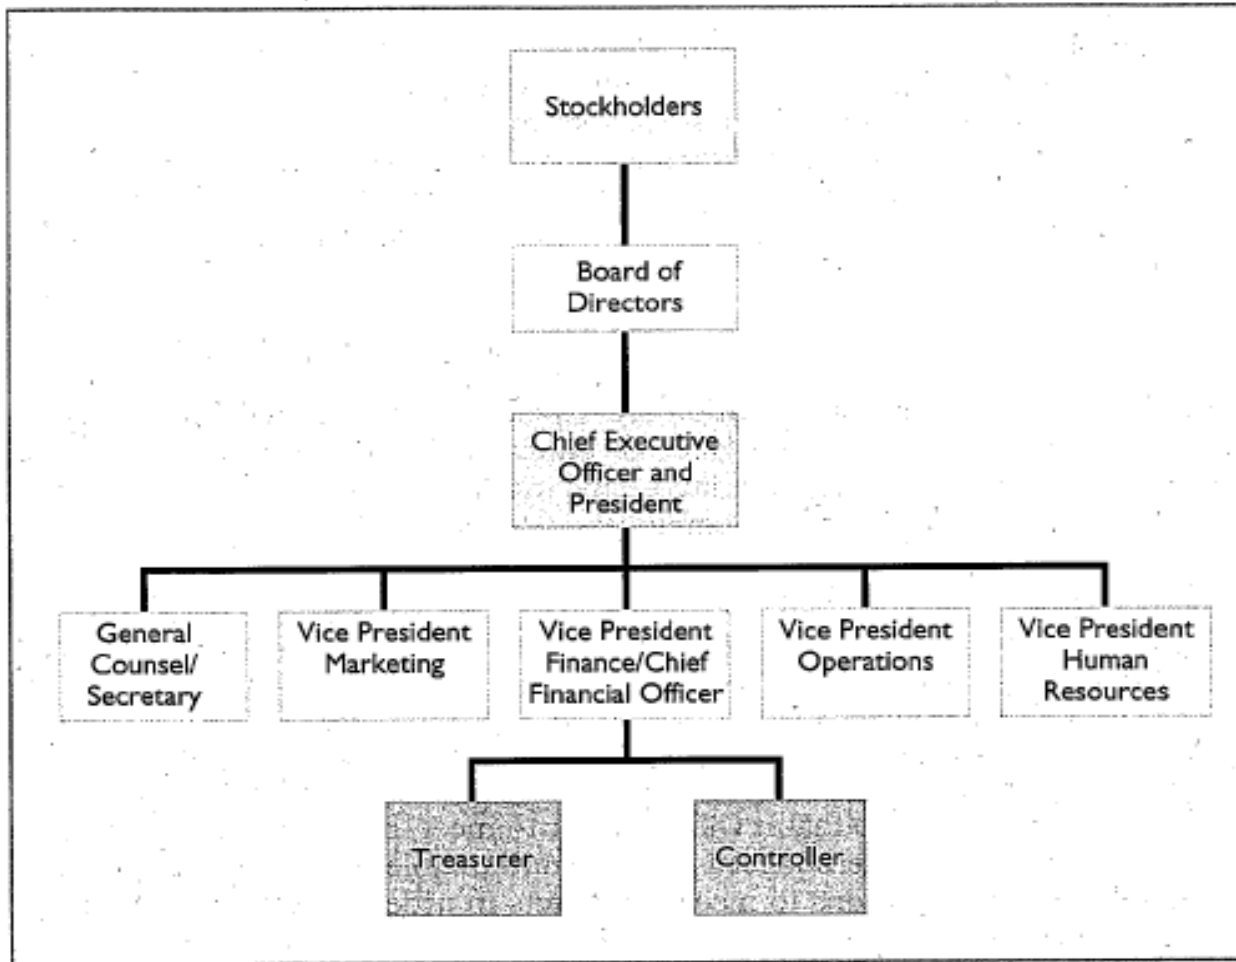 Stockholders
Board of
Directors
Chief Executive
Officer and
President
General
Counsel/
Secretary
Vice President
Marketing
Vice President
Finance/Chief
Financial Officer
Vice President
Operations
Vice President
Human
Resources
Treasurer
Controller